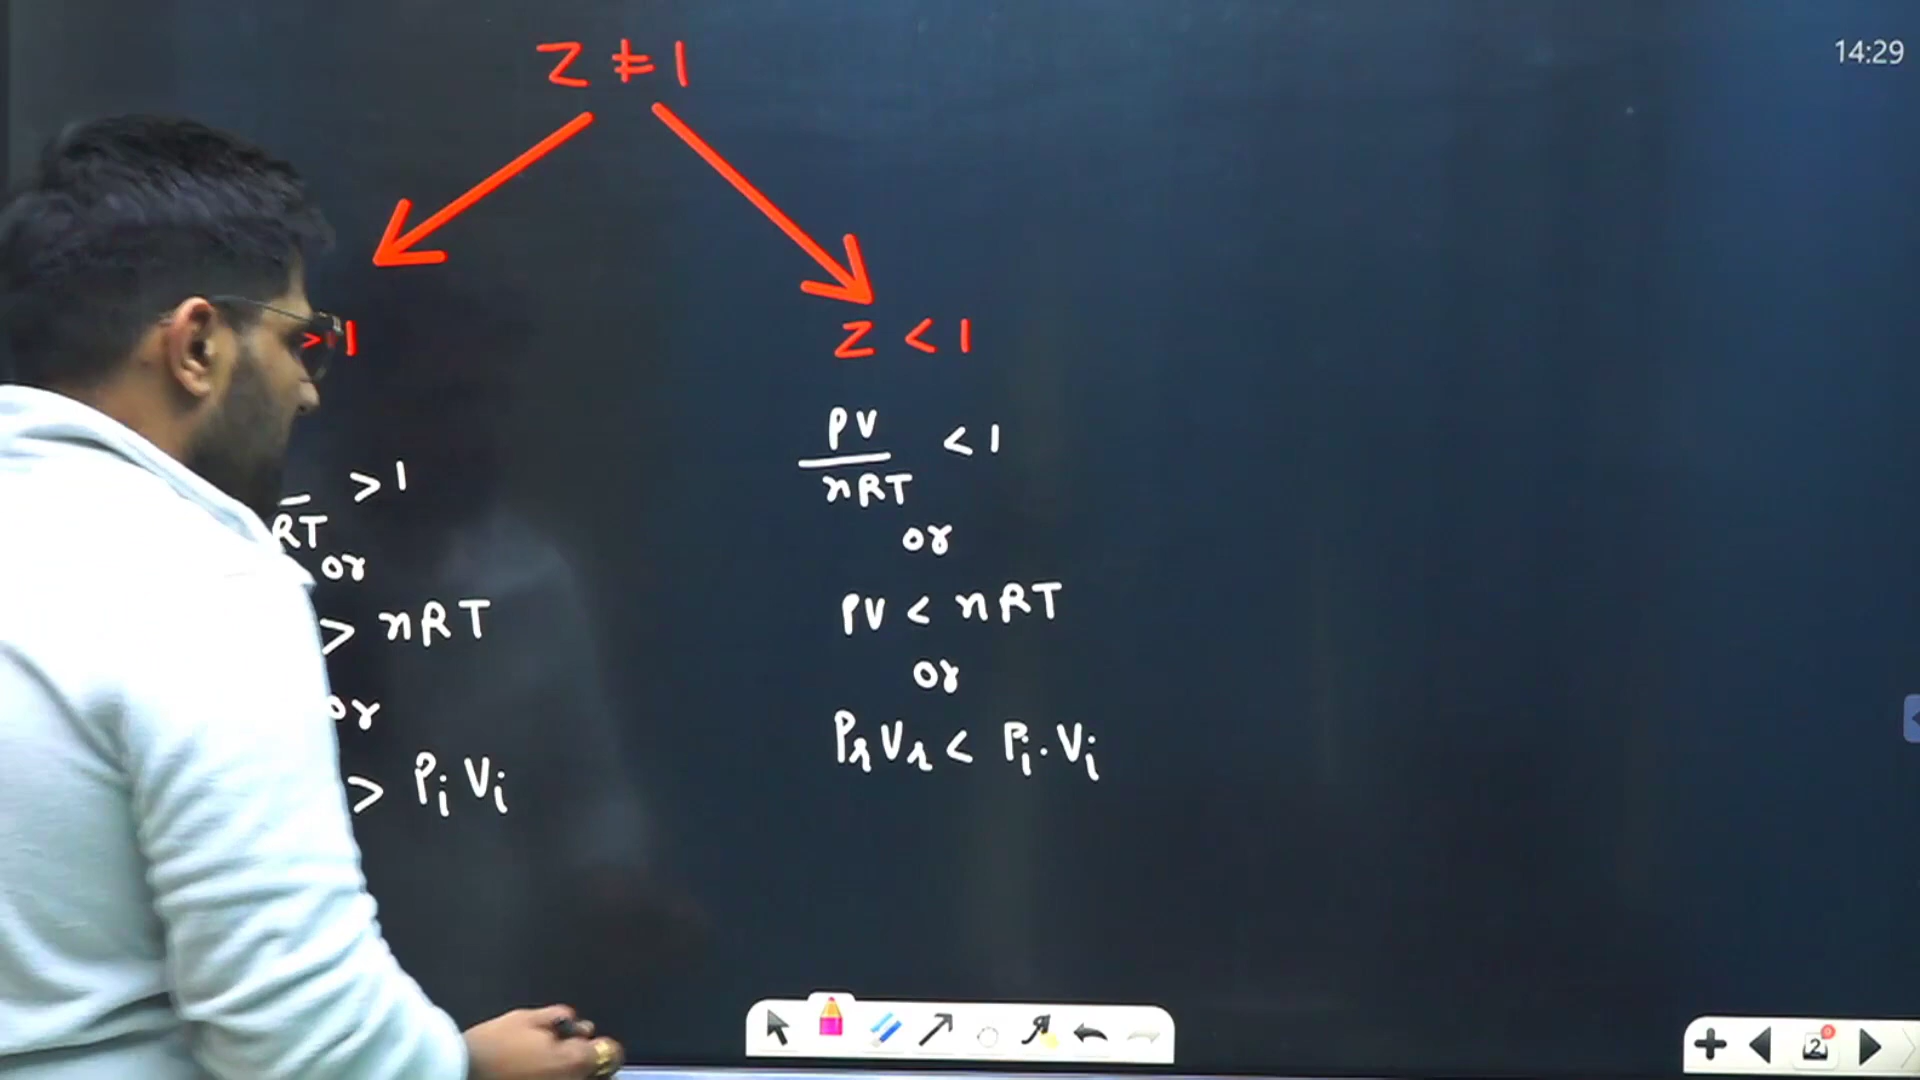 14:29
Z ≠ 1
> 1
Z < 1
PV / nRT < 1
or
PV < nRT
or
PrVr < Pi . Vi
> 1
RT
or
> nRT
or
> Pi Vi
2